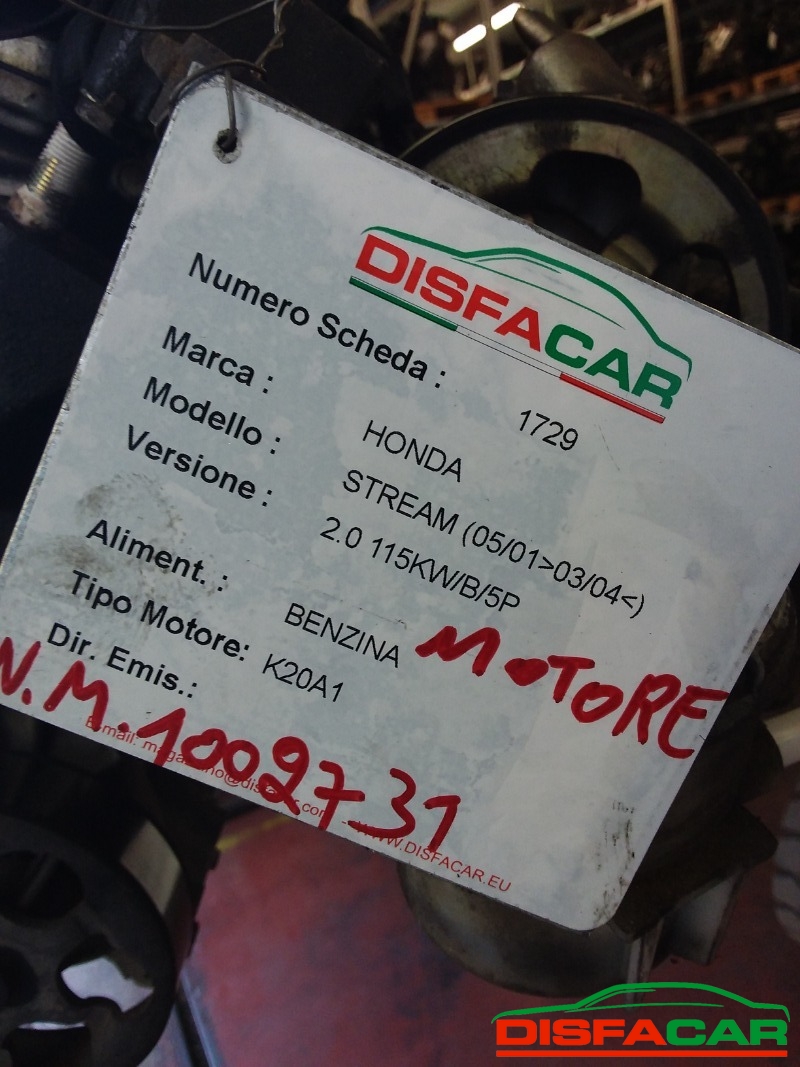 DISFACAR
Numero Scheda : 1729
Marca : HONDA
Modello : STREAM (05/01>03/04<)
Versione : 2.0 115KW/B/5P
Aliment. : BENZINA
MOTORE
Tipo Motore: K20A1
Dir. Emis.:
N.M.1002731
E-mail:
WWW.DISFACAR.EU
DISFACAR